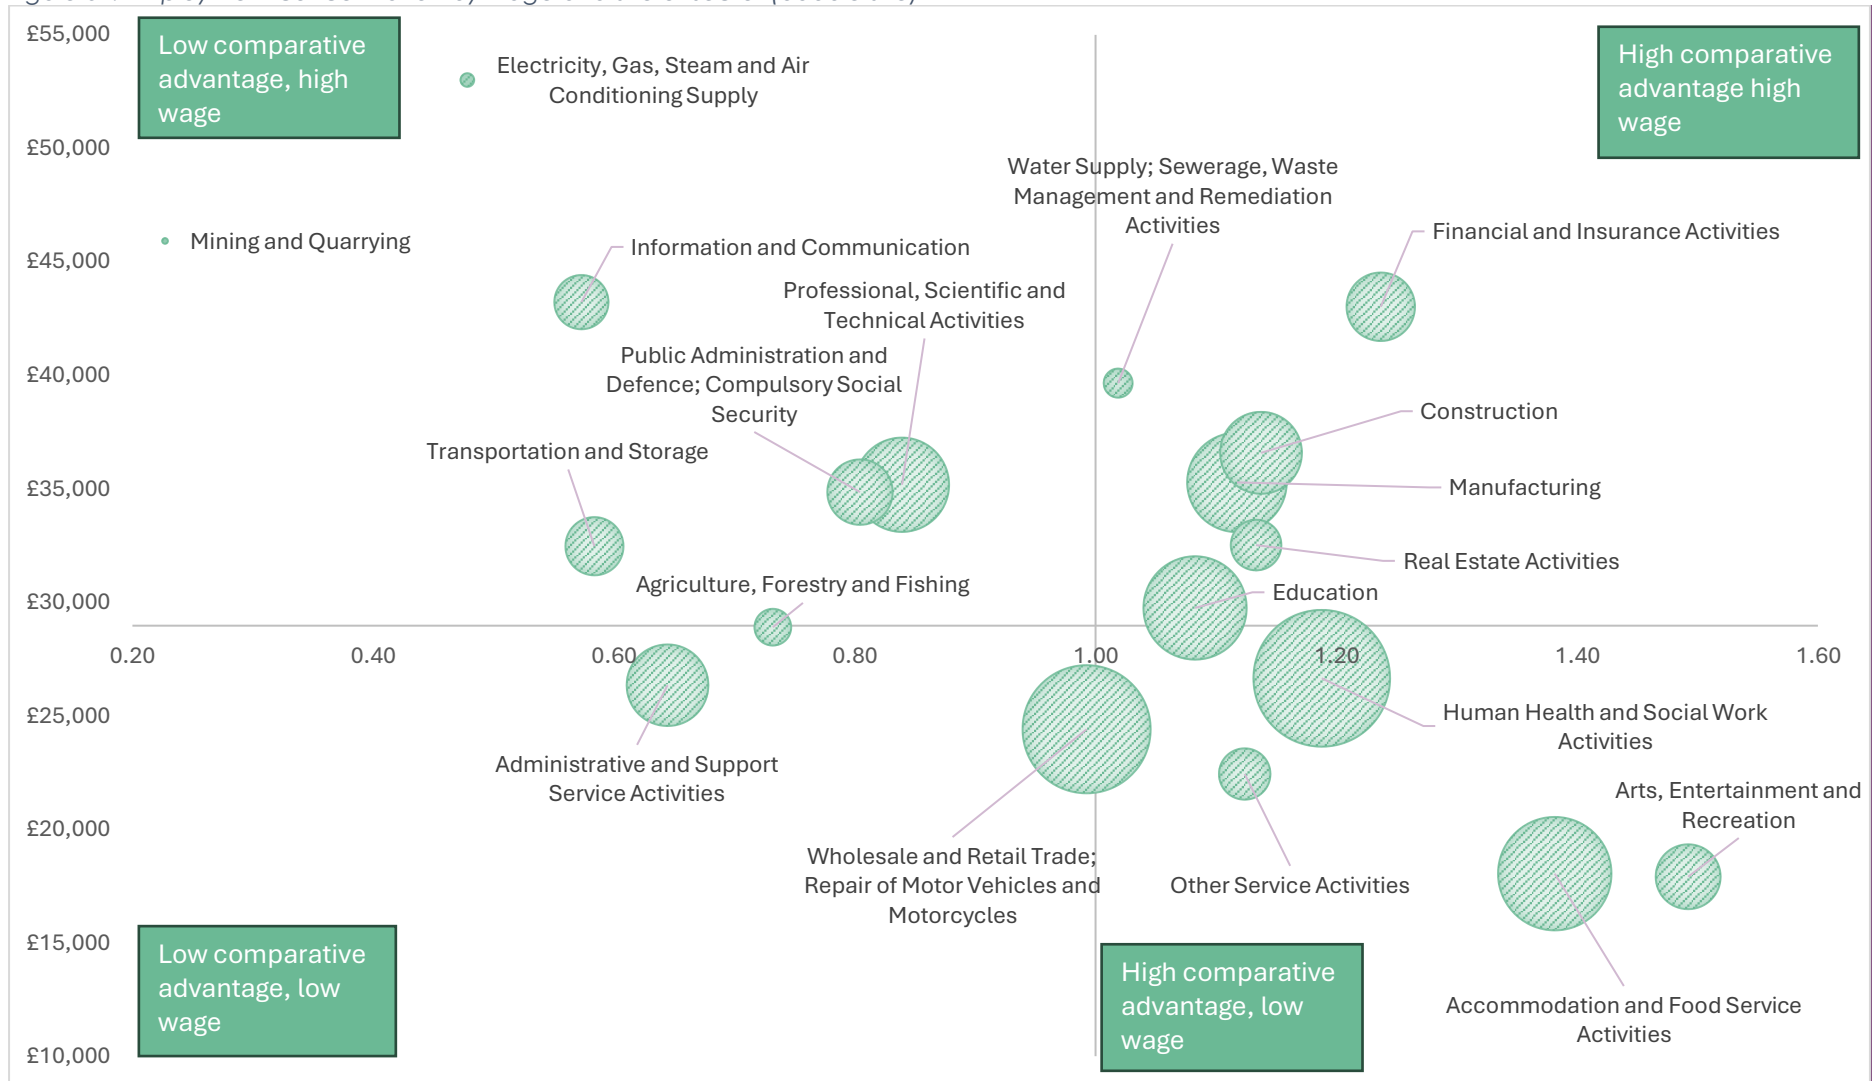 £55,000
Low comparative
advantage, high
wage
Electricity, Gas, Steam and Air
Conditioning Supply
High comparative
advantage high
wage
£50,000
Water Supply; Sewerage, Waste
Management and Remediation
Activities
£45,000
Mining and Quarrying
Information and Communication
Financial and Insurance Activities
Professional, Scientific and
Technical Activities
£40,000
Public Administration and
Defence; Compulsory Social
Security
Construction
Transportation and Storage
£35,000
Manufacturing
Real Estate Activities
£30,000
Agriculture, Forestry and Fishing
Education
0.20
0.40
0.60
0.80
1.00
1.20
1.40
1.60
£25,000
Human Health and Social Work
Activities
Administrative and Support
Service Activities
Arts, Entertainment and
Recreation
£20,000
Wholesale and Retail Trade;
Repair of Motor Vehicles and
Motorcycles
Other Service Activities
£15,000
Low comparative
advantage, low
wage
High comparative
advantage, low
wage
Accommodation and Food Service
Activities
£10,000